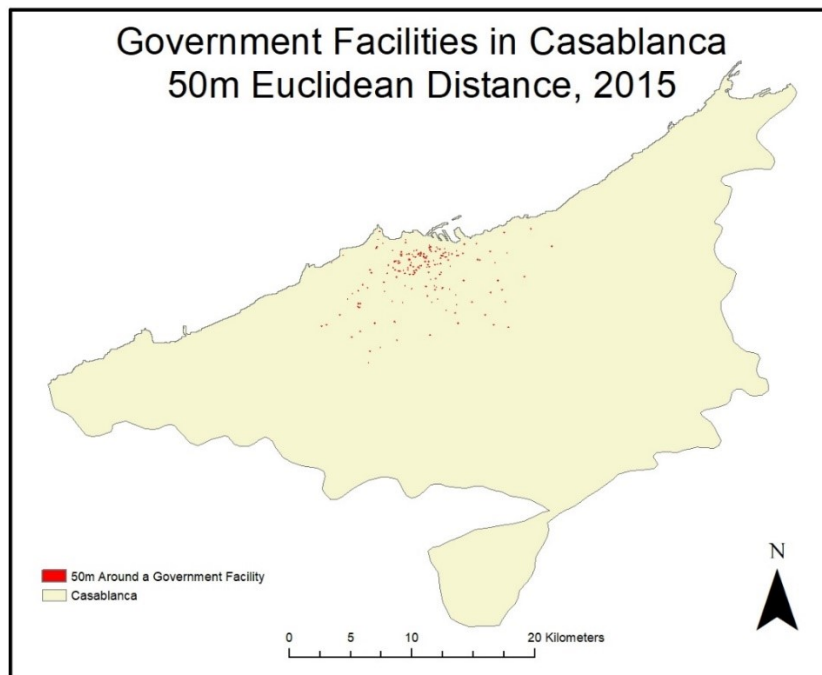 Government Facilities in Casablanca
50m Euclidean Distance, 2015
N
50m Around a Government Facility
Casablanca
0 5 10 20 Kilometers